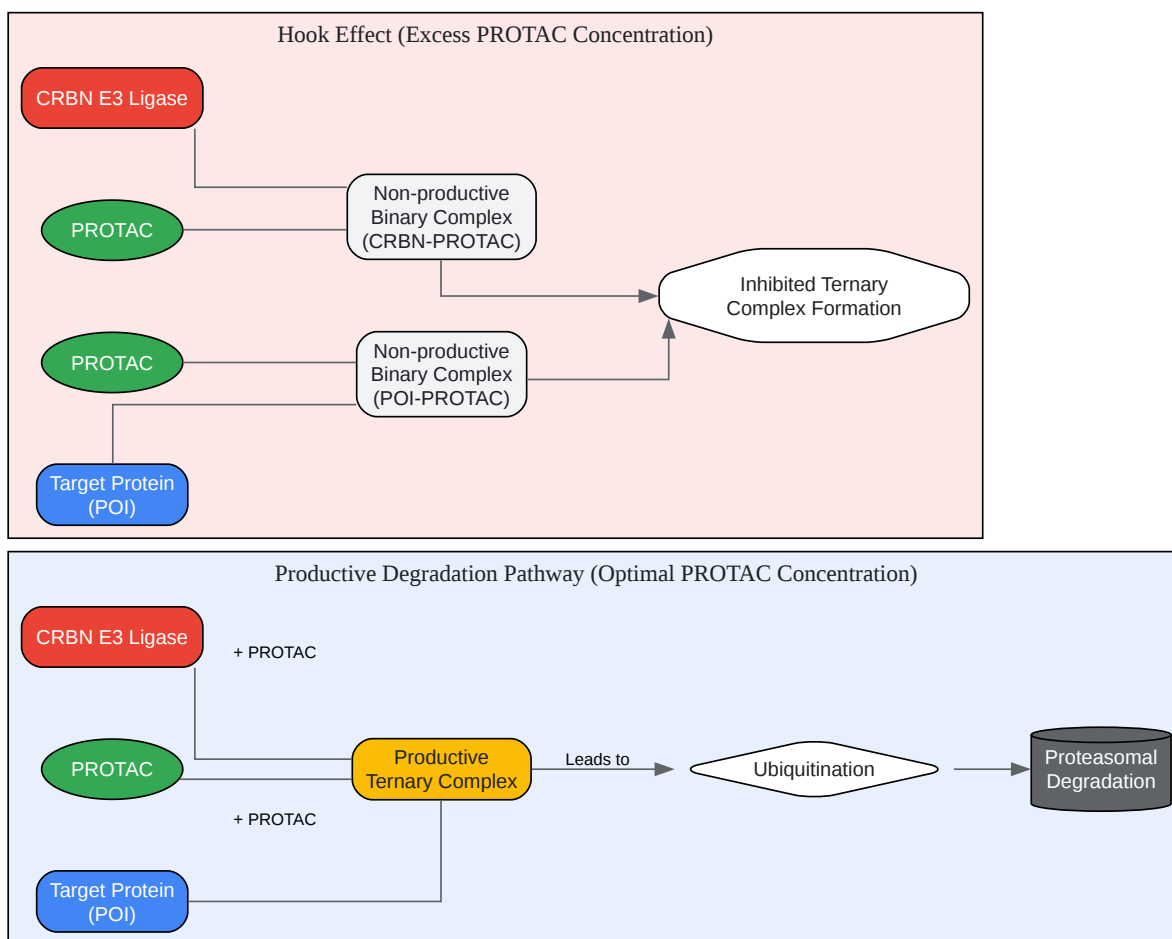 Hook Effect (Excess PROTAC Concentration)
CRBN E3 Ligase
PROTAC
Non-productive
Binary Complex
(CRBN-PROTAC)
Inhibited Ternary
Complex Formation
PROTAC
Non-productive
Binary Complex
(POI-PROTAC)
Target Protein
(POI)
Productive Degradation Pathway (Optimal PROTAC Concentration)
CRBN E3 Ligase
+ PROTAC
PROTAC
Productive
Ternary Complex
Leads to
Ubiquitination
Proteasomal
Degradation
+ PROTAC
Target Protein
(POI)